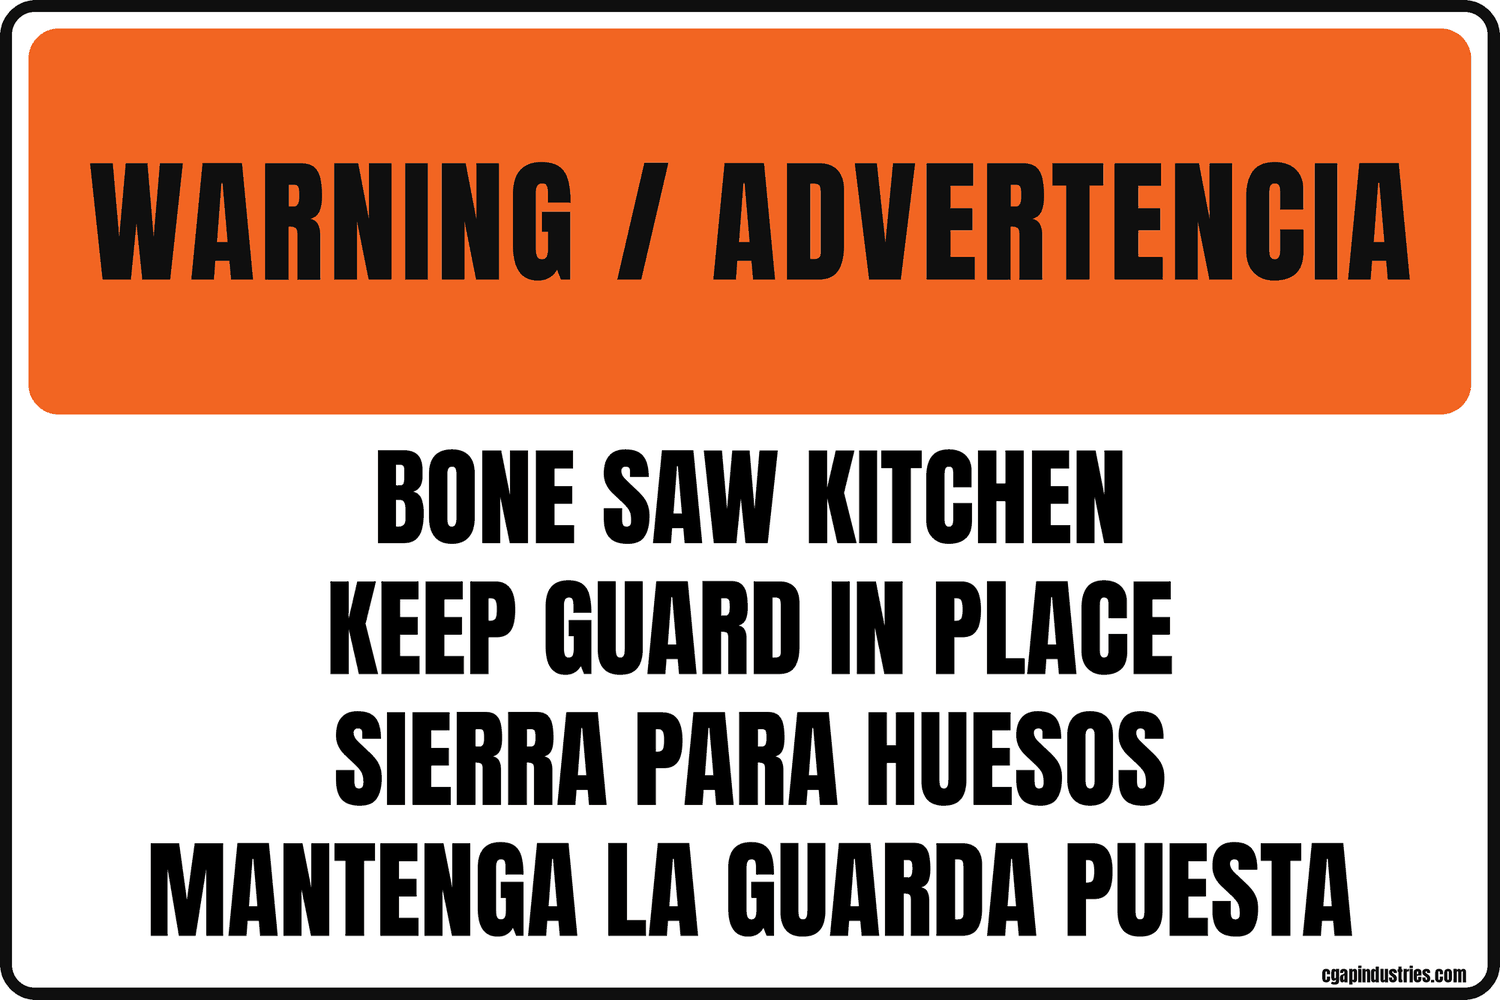 WARNING / ADVERTENCIA
BONE SAW KITCHEN
KEEP GUARD IN PLACE
SIERRA PARA HUESOS
MANTENGA LA GUARDA PUESTA
cgapindustries.com